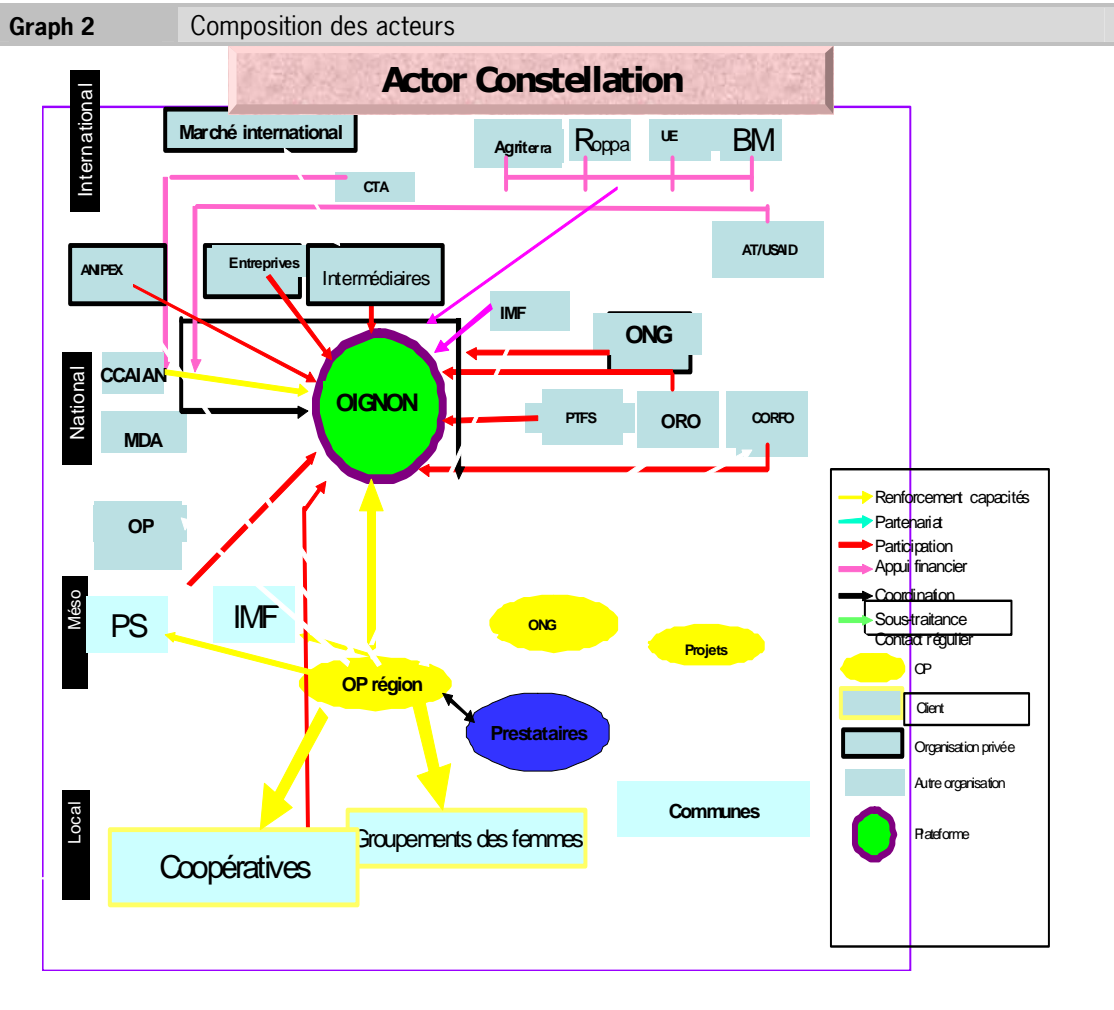 Graph 2 Composition des acteurs
Actor Constellation
International
Marché international
Agriterra
Roppa
UE
BM
CTA
AT/USAID
ANIPEX
Entreprives
Intermédiaires
IMF
ONG
National
CCAIAN
OIGNON
PTFS
ORO
CORFO
MDA
OP
Méso
PS
IMF
ONG
Projets
OP région
Prestataires
Local
Communes
Groupements des femmes
Coopératives
Renforcement capacités
Partenariat
Participation
Appui financier
Coordination
Sous-traitance
Contact régulier
OP
Client
Organisation privée
Autre organisation
Plateforme